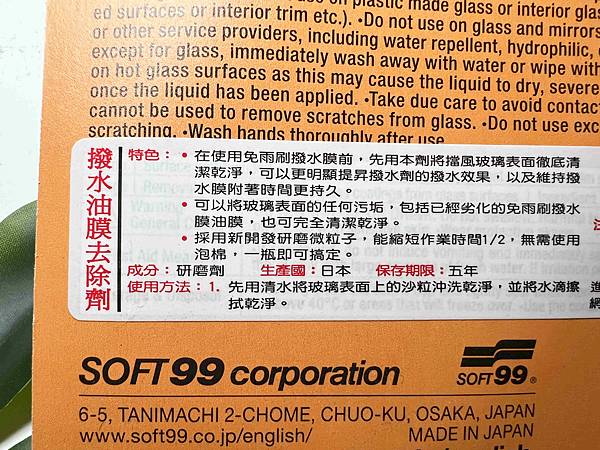 on plastic made glass or interior glas
ed surfaces or interior trim etc.). •Do not use on glass and mirrors
or other service providers, including water repellent, hydrophilic,
except for glass, immediately wash away with water or wipe with
on hot glass surfaces as this may cause the liquid to dry, severe
once the liquid has been applied. •Take due care to avoid contac
cannot be used to remove scratches from glass. •Do not use exc
scratching. •Wash hands thoroughly after use.
撥水油膜去除劑
特色：• 在使用免雨刷撥水膜前，先用本劑將擋風玻璃表面徹底清
潔乾淨，可以更明顯提昇撥水劑的撥水效果，以及維持撥
水膜附著時間更持久。
• 可以將玻璃表面的任何污垢，包括已經劣化的免雨刷撥水
膜油膜，也可完全清潔乾淨。
• 採用新開發研磨微粒子，能縮短作業時間1/2，無需使用
泡棉，一瓶即可搞定。
成分：研磨劑 生產國：日本 保存期限：五年
使用方法：1. 先用清水將玻璃表面上的沙粒沖洗乾淨，並將水滴擦
拭乾淨。
注
進
網
SOFT99 corporation
SOFT99®
6-5, TANIMACHI 2-CHOME, CHUO-KU, OSAKA, JAPAN
www.soft99.co.jp/english/
MADE IN JAPAN